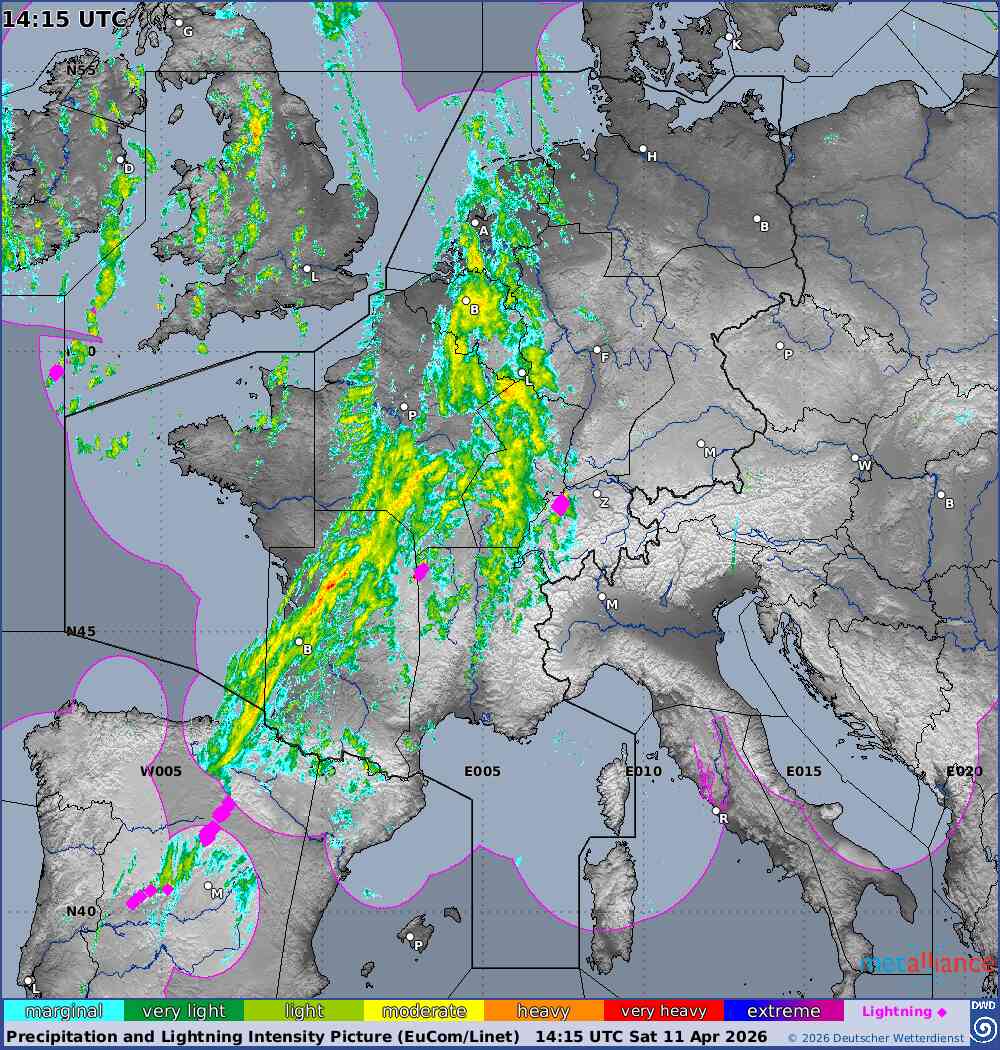 14:15 UTC
G
K
N55
D
H
A
B
L
B
N50
F
P
L
P
M
W
B
Z
M
N45
B
W005
E005
E010
E015
E020
R
M
N40
P
L
metalliance
marginal very light light moderate heavy very heavy extreme Lightning
DWD
Precipitation and Lightning Intensity Picture (EuCom/Linet) 14:15 UTC Sat 11 Apr 2026 © 2026 Deutscher Wetterdienst